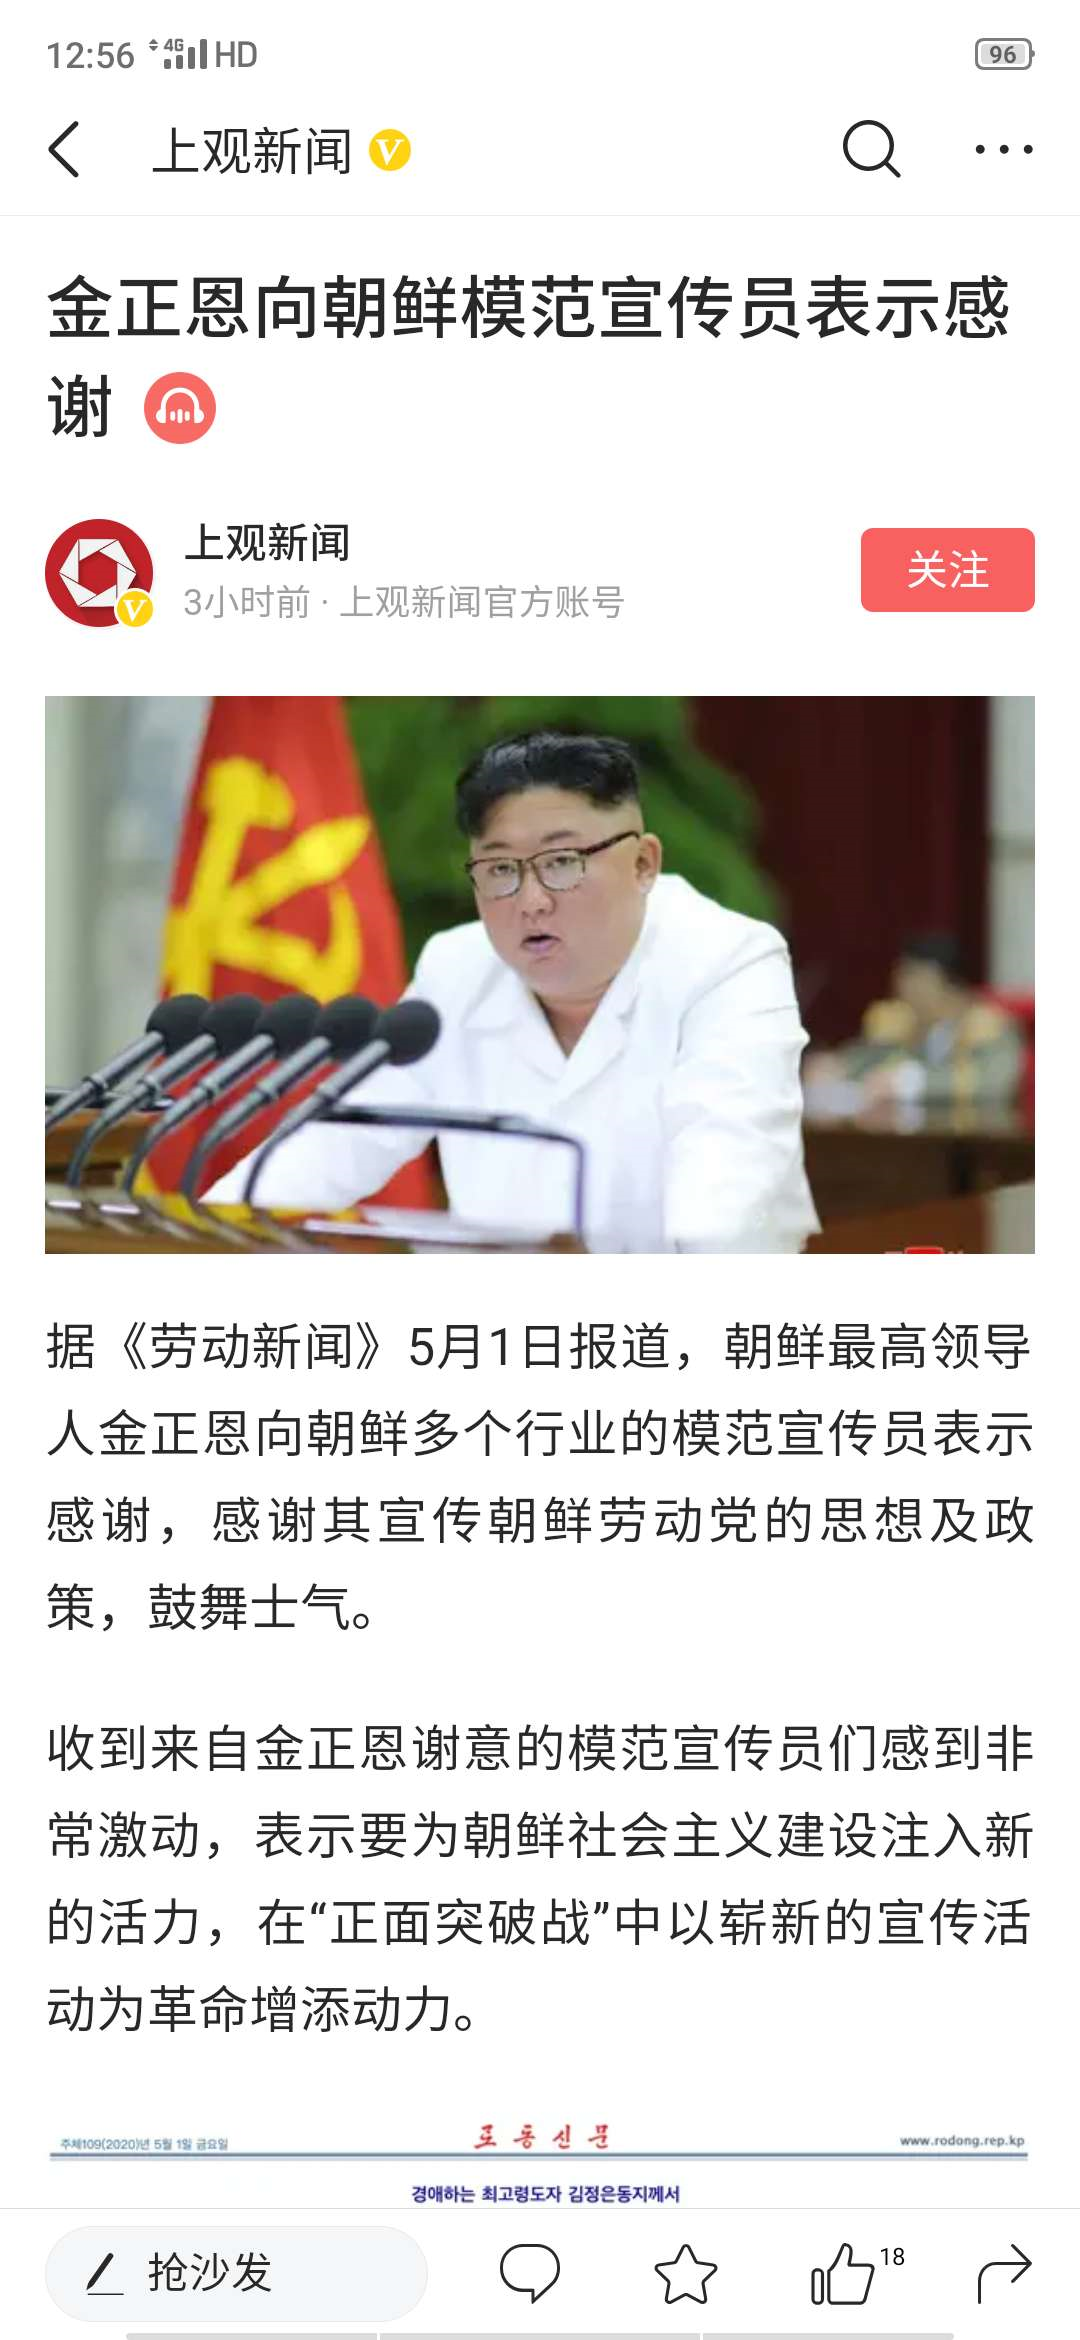 12:56 4G HD 96
上观新闻
金正恩向朝鲜模范宣传员表示感
谢
上观新闻
3小时前 · 上观新闻官方账号
关注
据《劳动新闻》5月1日报道，朝鲜最高领导
人金正恩向朝鲜多个行业的模范宣传员表示
感谢，感谢其宣传朝鲜劳动党的思想及政
策，鼓舞士气。
收到来自金正恩谢意的模范宣传员们感到非
常激动，表示要为朝鲜社会主义建设注入新
的活力，在“正面突破战”中以崭新的宣传活
动为革命增添动力。
주체109(2020)년 5월 1일 금요일
로동신문
www.rodong.rep.kp
경애하는 최고령도자 김정은동지께서
抢沙发
18